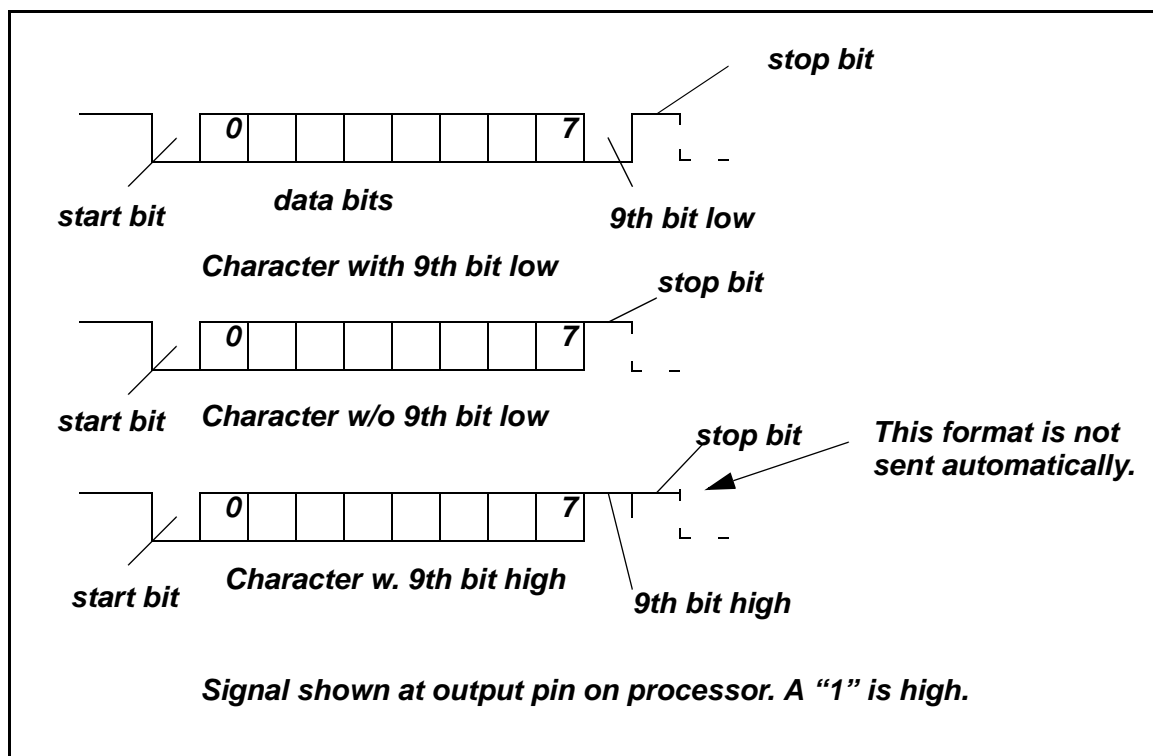 stop bit
0 7
start bit
data bits
9th bit low
Character with 9th bit low
stop bit
0 7
start bit
Character w/o 9th bit low
stop bit
This format is not
sent automatically.
0 7
start bit
Character w. 9th bit high
9th bit high
Signal shown at output pin on processor. A “1” is high.